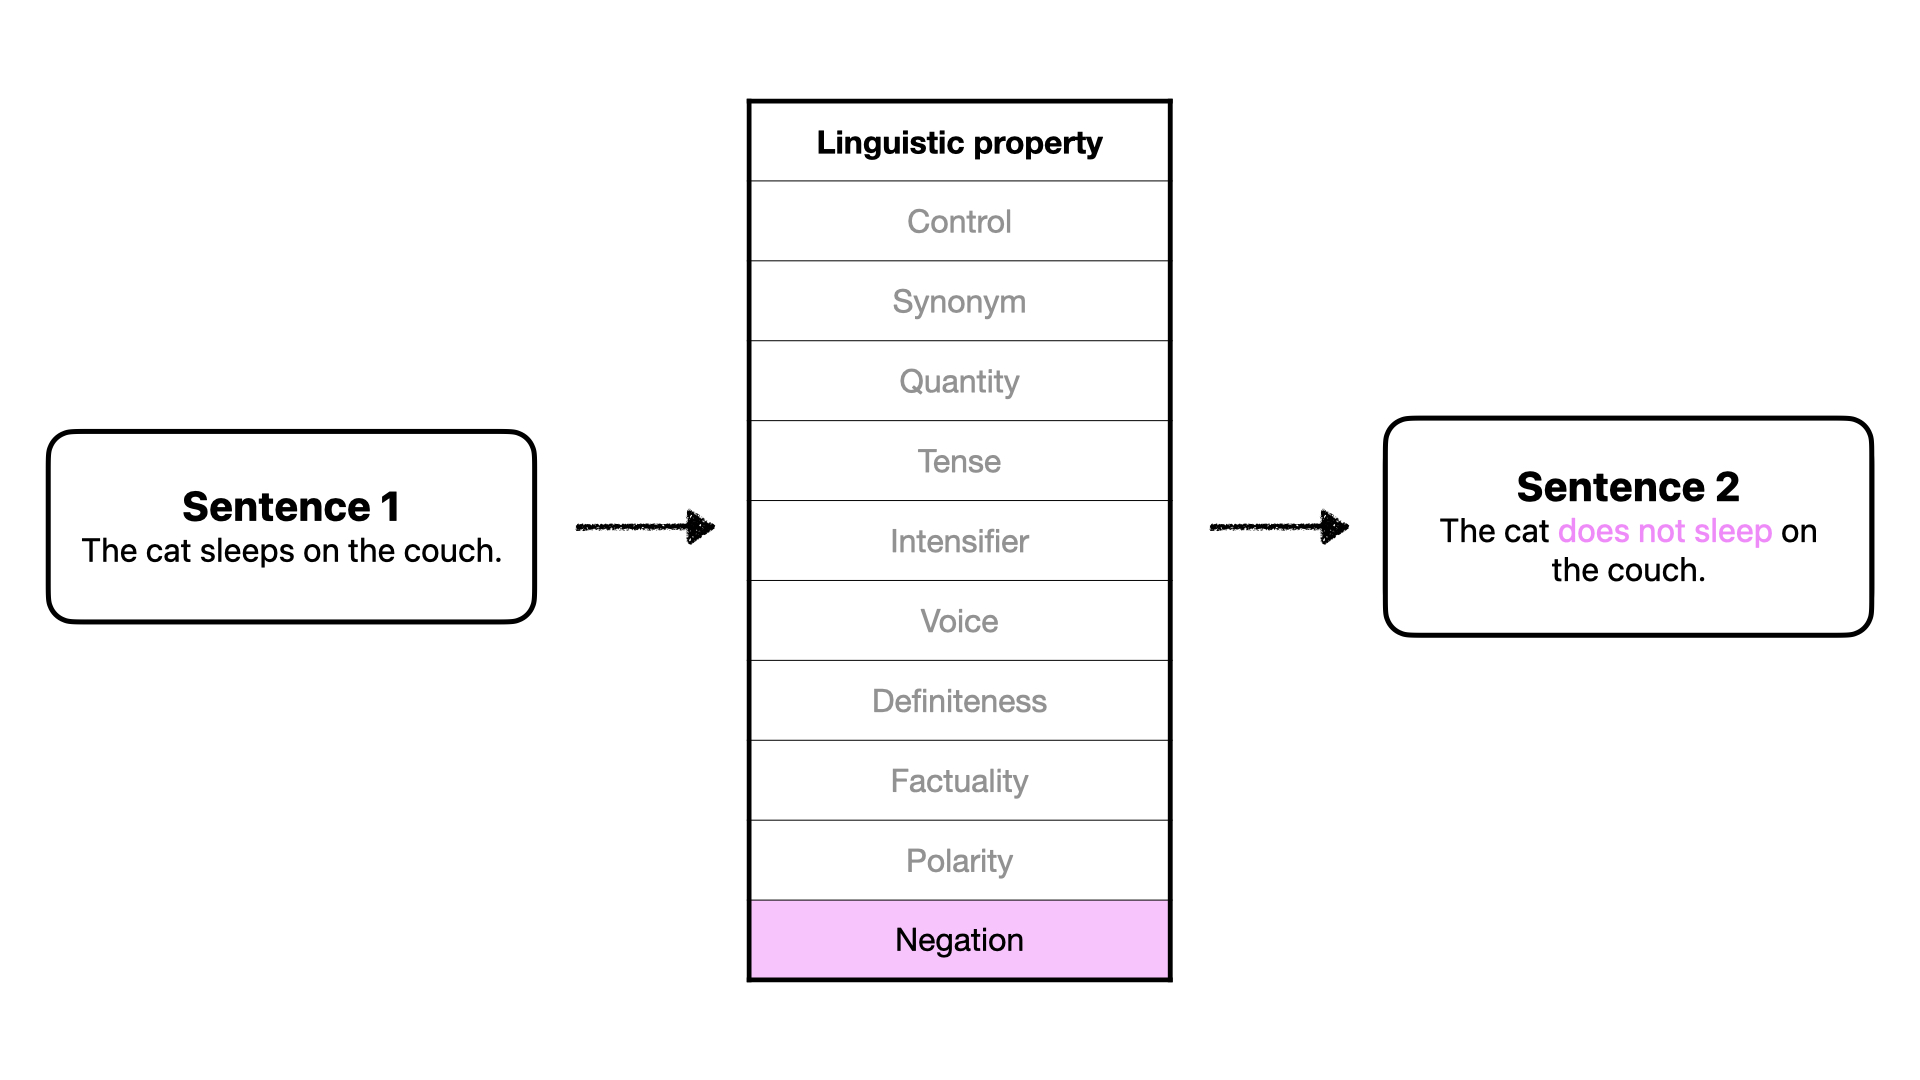 Sentence 1
The cat sleeps on the couch.
Linguistic property
Control
Synonym
Quantity
Tense
Intensifier
Voice
Definiteness
Factuality
Polarity
Negation
Sentence 2
The cat does not sleep on
the couch.